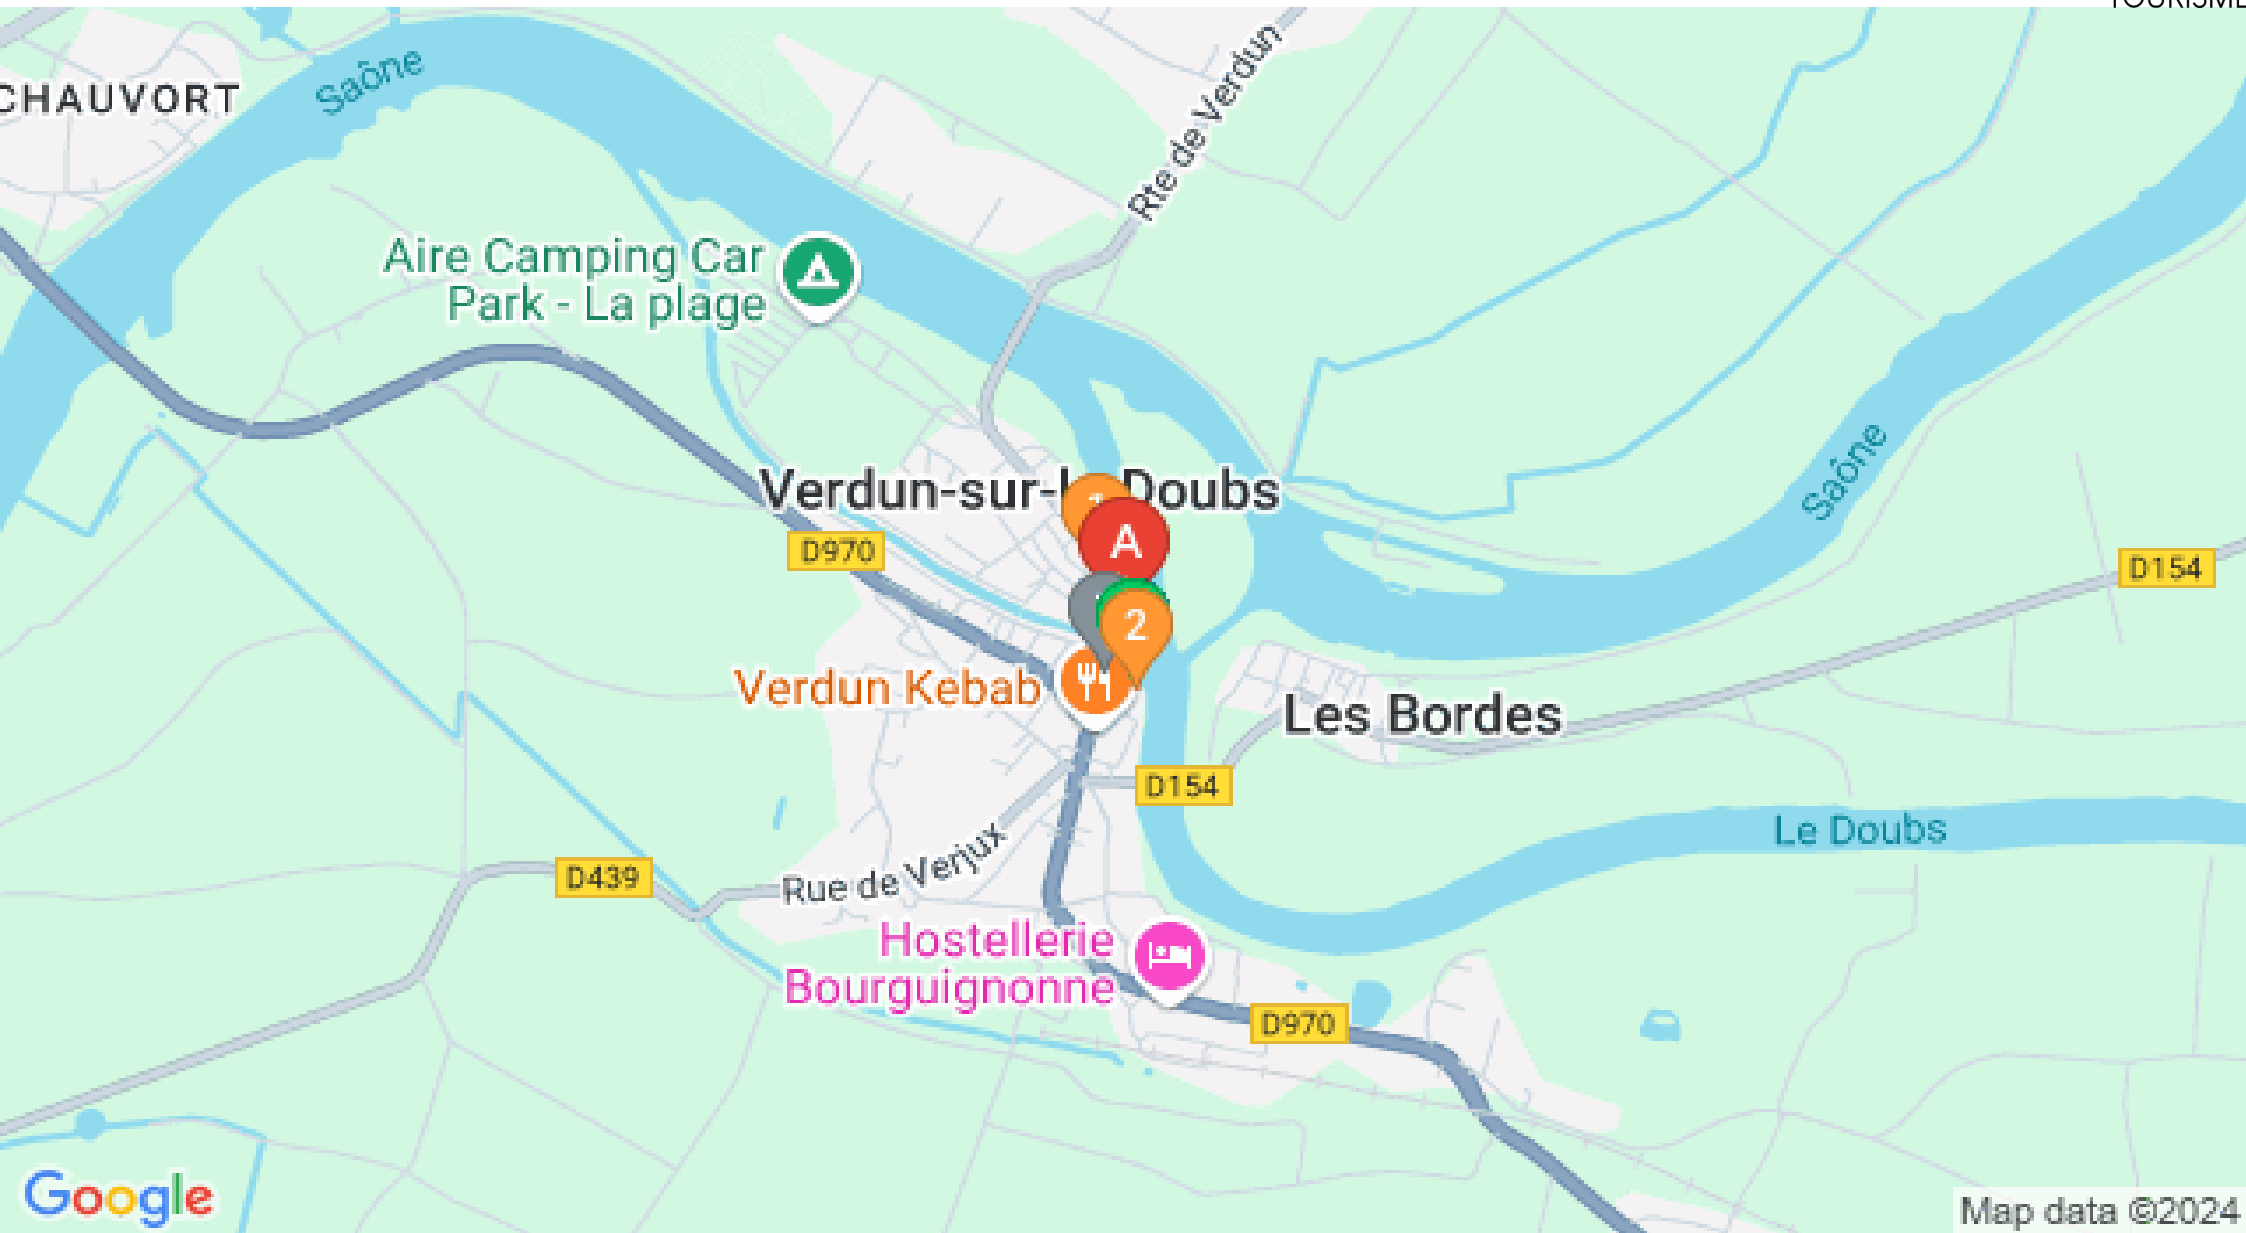 CHAUVORT
Saône
Rte de Verdun
Aire Camping Car
Park - La plage
Verdun-sur- Doubs
A
2
D970
Saône
D154
Verdun Kebab
Les Bordes
D154
Le Doubs
Rue de Verjux
D439
Hostellerie
Bourguignonne
D970
Google
Map data ©2024